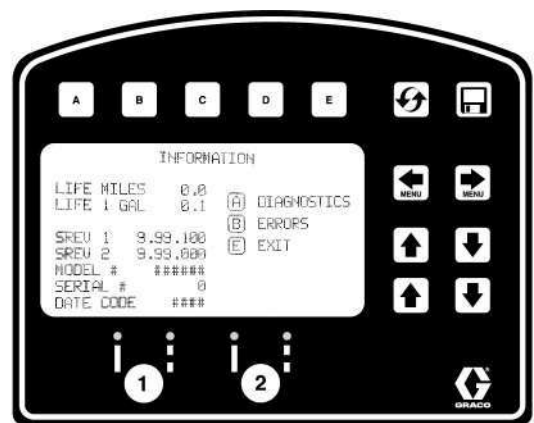 A B C D E
INFORMATION
LIFE MILES 0.0
LIFE 1 GAL 0.1
A DIAGNOSTICS
B ERRORS
E EXIT
SREV 1 9.99.100
SREV 2 9.99.000
MODEL # ######
SERIAL # 0
DATE CODE ####
MENU MENU
1 2
GRACO